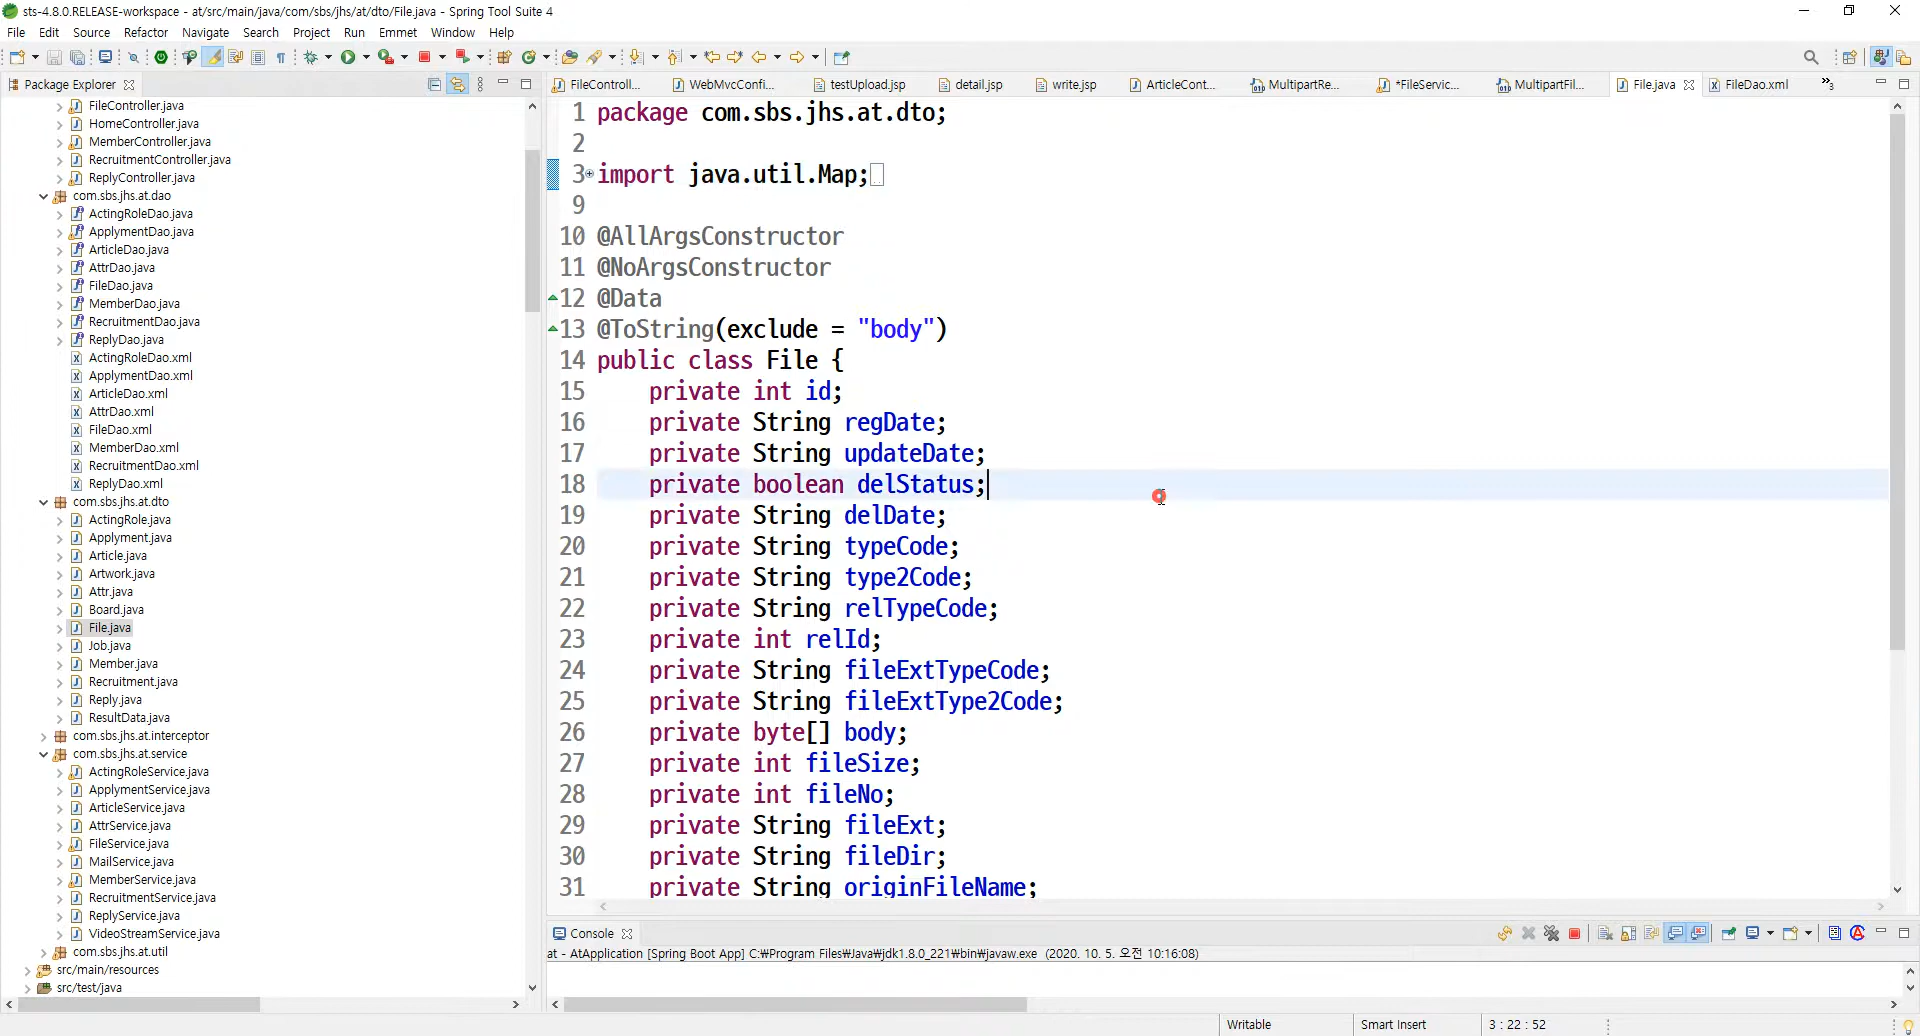 sts-4.8.0.RELEASE-workspace - at/src/main/java/com/sbs/jhs/at/dto/File.java - Spring Tool Suite 4
File Edit Source Refactor Navigate Search Project Run Emmet Window Help
Package Explorer
FileController.java
HomeController.java
MemberController.java
RecruitmentController.java
ReplyController.java
com.sbs.jhs.at.dao
ActingRoleDao.java
ApplymentDao.java
ArticleDao.java
AttrDao.java
FileDao.java
MemberDao.java
RecruitmentDao.java
ReplyDao.java
ActingRoleDao.xml
ApplymentDao.xml
ArticleDao.xml
AttrDao.xml
FileDao.xml
MemberDao.xml
RecruitmentDao.xml
ReplyDao.xml
com.sbs.jhs.at.dto
ActingRole.java
Applyment.java
Article.java
Artwork.java
Attr.java
Board.java
File.java
Job.java
Member.java
Recruitment.java
Reply.java
ResultData.java
com.sbs.jhs.at.interceptor
com.sbs.jhs.at.service
ActingRoleService.java
ApplymentService.java
ArticleService.java
AttrService.java
FileService.java
MailService.java
MemberService.java
RecruitmentService.java
ReplyService.java
VideoStreamService.java
com.sbs.jhs.at.util
src/main/resources
src/test/java
FileControll... WebMvcConfi... testUpload.jsp detail.jsp write.jsp ArticleCont... MultipartRe... *FileServic... MultipartFil... File.java FileDao.xml »3
1 package com.sbs.jhs.at.dto;
2
3 import java.util.Map;
9
10 @AllArgsConstructor
11 @NoArgsConstructor
12 @Data
13 @ToString(exclude = "body")
14 public class File {
15 private int id;
16 private String regDate;
17 private String updateDate;
18 private boolean delStatus;
19 private String delDate;
20 private String typeCode;
21 private String type2Code;
22 private String relTypeCode;
23 private int relId;
24 private String fileExtTypeCode;
25 private String fileExtType2Code;
26 private byte[] body;
27 private int fileSize;
28 private int fileNo;
29 private String fileExt;
30 private String fileDir;
31 private String originFileName;
Console
at - AtApplication [Spring Boot App] C:₩Program Files₩Java₩jdk1.8.0_221₩bin₩javaw.exe (2020. 10. 5. 오전 10:16:08)
Writable Smart Insert 3 : 22 : 52